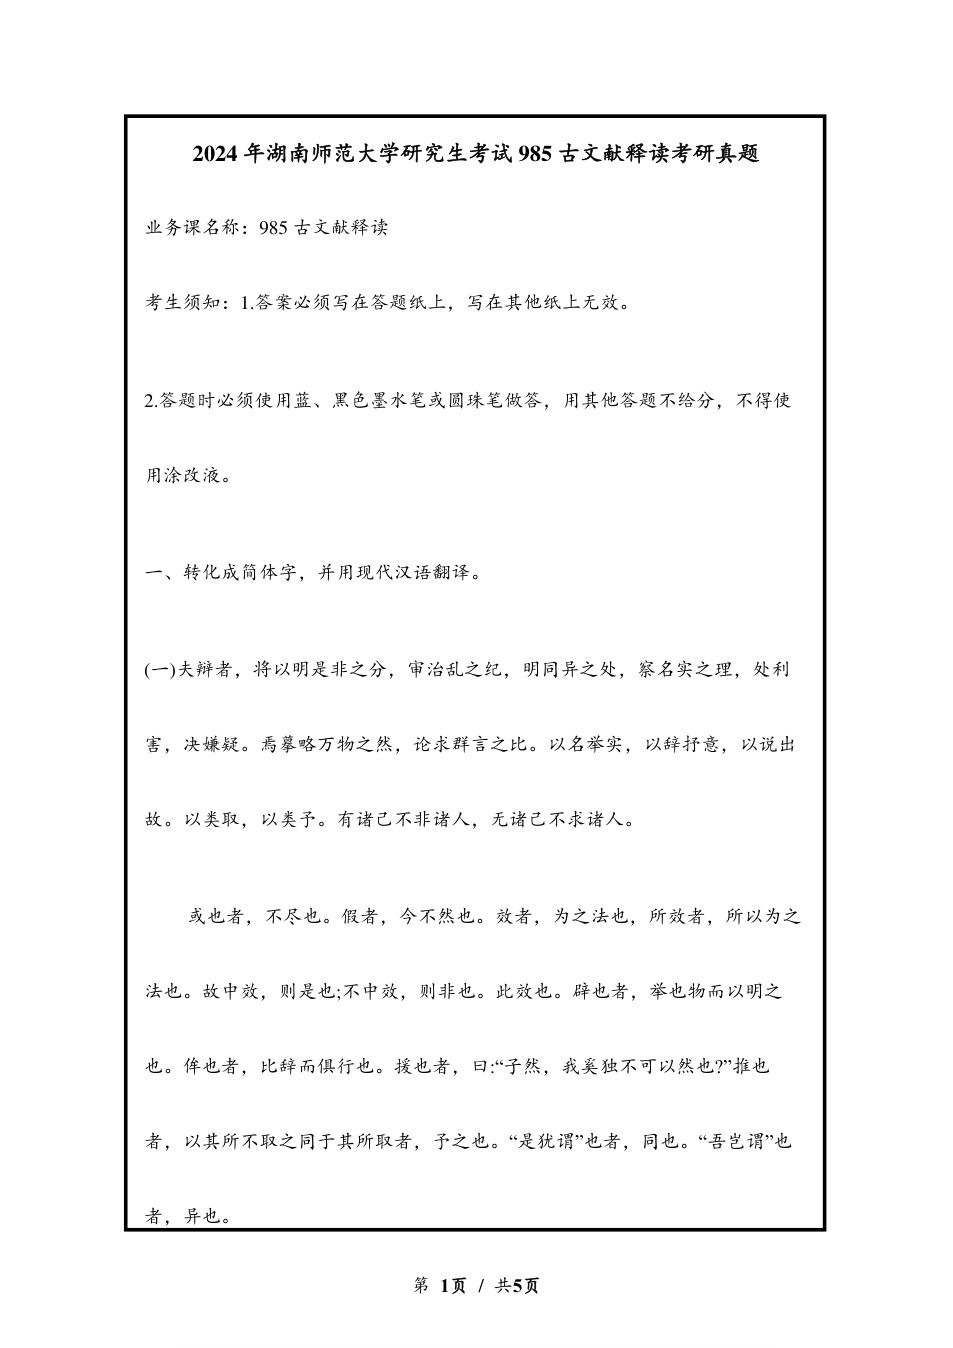 2024 年湖南师范大学研究生考试 985 古文献释读考研真题
业务课名称：985 古文献释读
考生须知：1.答案必须写在答题纸上，写在其他纸上无效。
2.答题时必须使用蓝、黑色墨水笔或圆珠笔做答，用其他答题不给分，不得使
用涂改液。
一、转化成简体字，并用现代汉语翻译。
(一)夫辩者，将以明是非之分，审治乱之纪，明同异之处，察名实之理，处利
害，决嫌疑。焉摹略万物之然，论求群言之比。以名举实，以辞抒意，以说出
故。以类取，以类予。有诸己不非诸人，无诸己不求诸人。
或也者，不尽也。假者，今不然也。效者，为之法也，所效者，所以为之
法也。故中效，则是也;不中效，则非也。此效也。辟也者，举也物而以明之
也。侔也者，比辞而俱行也。援也者，曰:“子然，我奚独不可以然也?”推也
者，以其所不取之同于其所取者，予之也。“是犹谓”也者，同也。“吾岂谓”也
者，异也。
第 1页 / 共5页